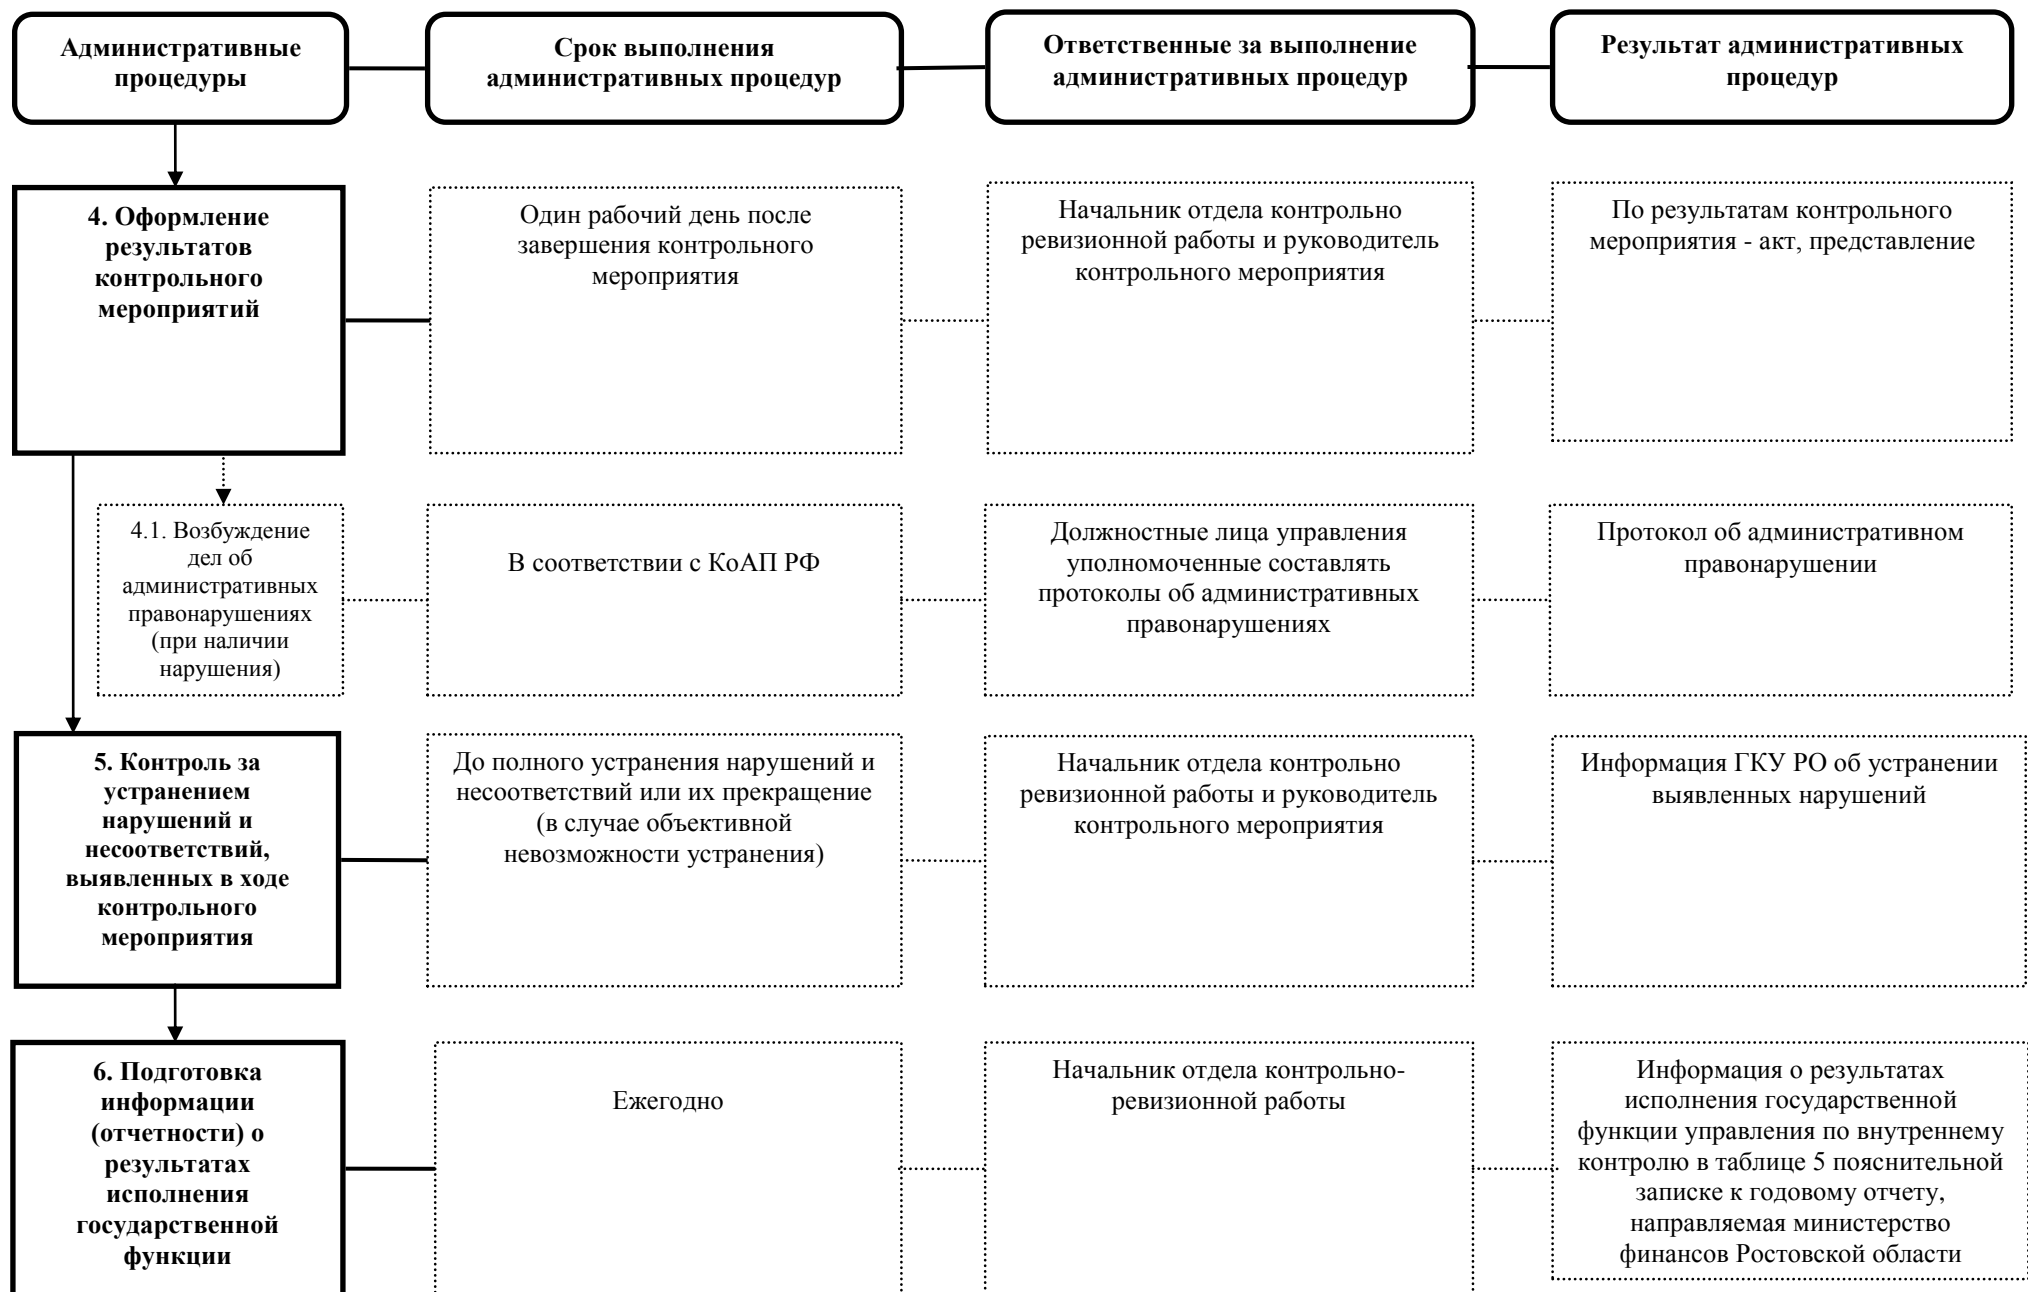 Административные
процедуры
Срок выполнения
административных процедур
Ответственные за выполнение
административных процедур
Результат административных
процедур
4. Оформление
результатов
контрольного
мероприятий
Один рабочий день после
завершения контрольного
мероприятия
Начальник отдела контрольно
ревизионной работы и руководитель
контрольного мероприятия
По результатам контрольного
мероприятия - акт, представление
4.1. Возбуждение
дел об
административных
правонарушениях
(при наличии
нарушения)
В соответствии с КоАП РФ
Должностные лица управления
уполномоченные составлять
протоколы об административных
правонарушениях
Протокол об административном
правонарушении
5. Контроль за
устранением
нарушений и
несоответствий,
выявленных в ходе
контрольного
мероприятия
До полного устранения нарушений и
несоответствий или их прекращение
(в случае объективной
невозможности устранения)
Начальник отдела контрольно
ревизионной работы и руководитель
контрольного мероприятия
Информация ГКУ РО об устранении
выявленных нарушений
6. Подготовка
информации
(отчетности) о
результатах
исполнения
государственной
функции
Ежегодно
Начальник отдела контрольно-
ревизионной работы
Информация о результатах
исполнения государственной
функции управления по внутреннему
контролю в таблице 5 пояснительной
записке к годовому отчету,
направляемая министерство
финансов Ростовской области